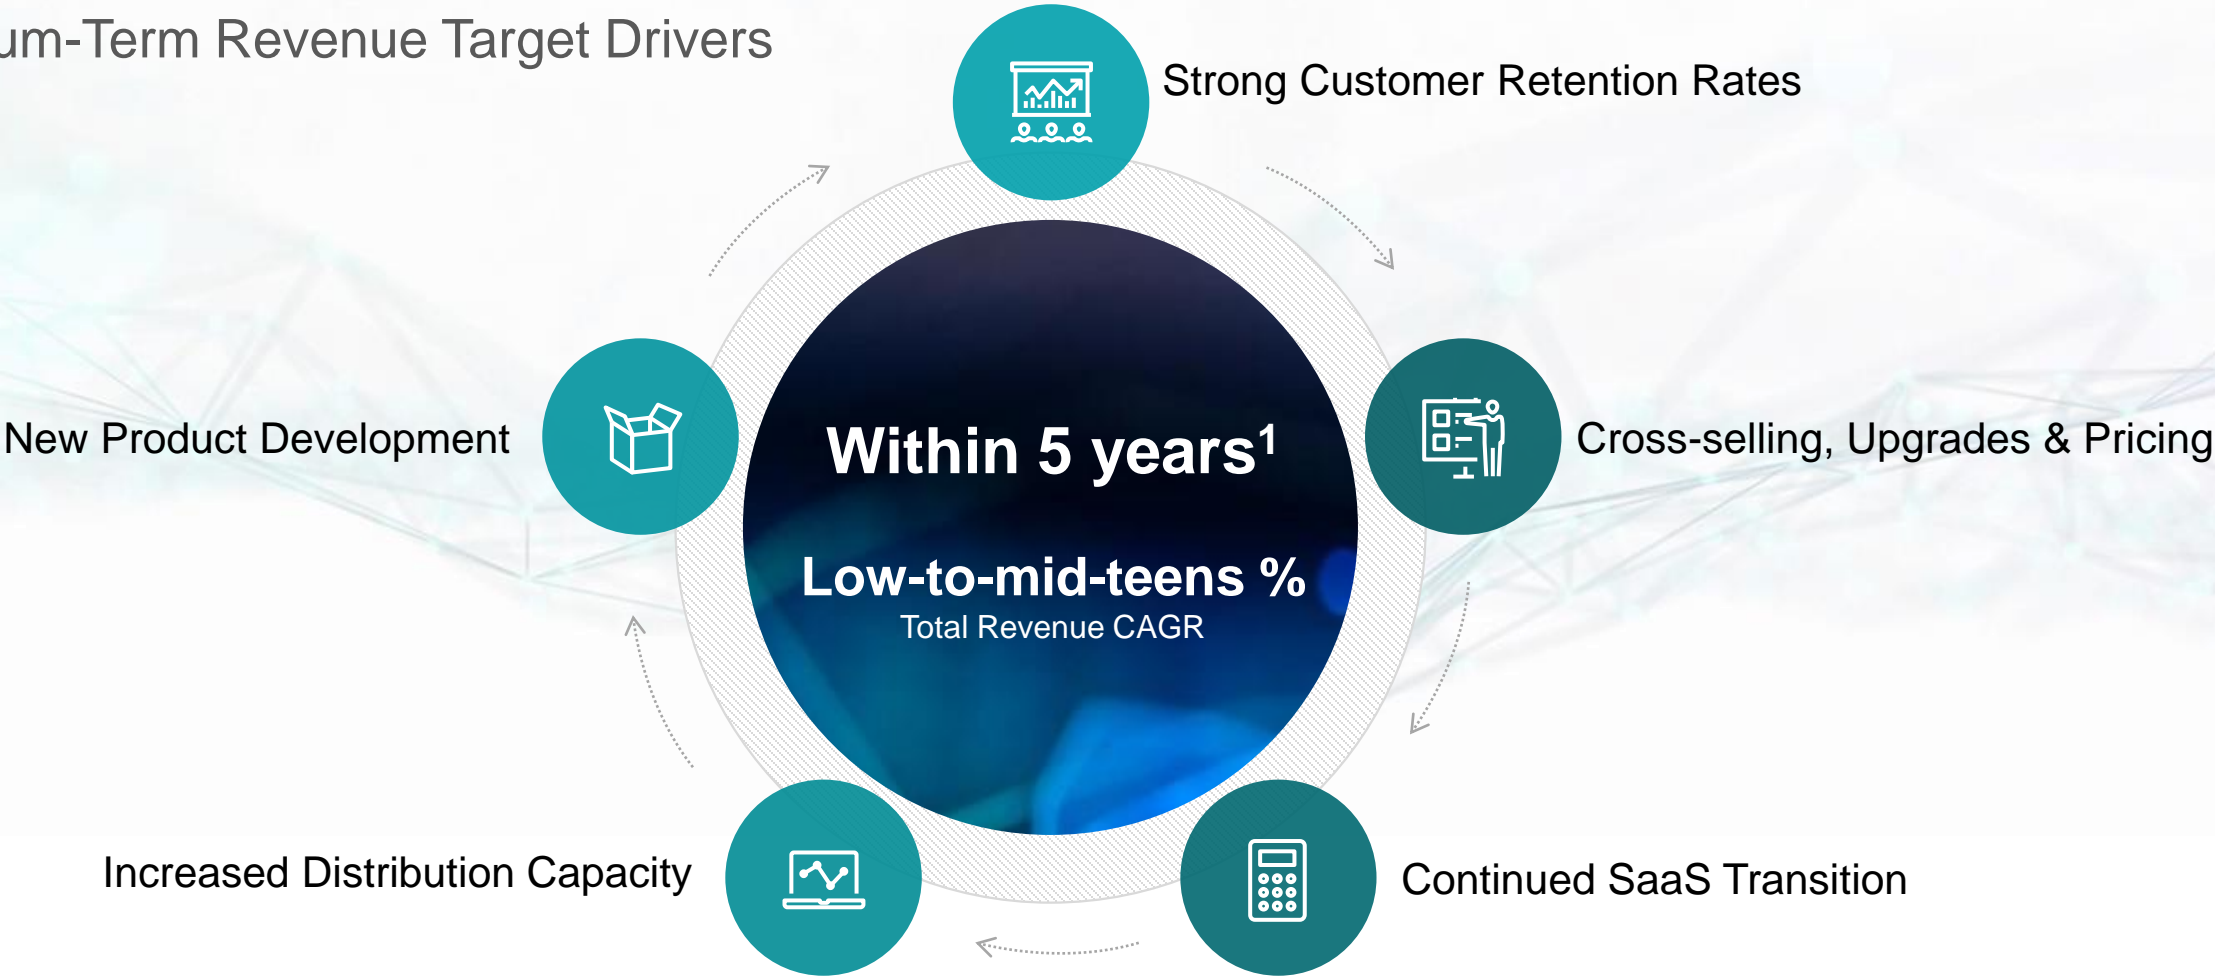 um-Term Revenue Target Drivers
Strong Customer Retention Rates
New Product Development
Within 5 years¹
Cross-selling, Upgrades & Pricing
Low-to-mid-teens %
Total Revenue CAGR
Increased Distribution Capacity
Continued SaaS Transition